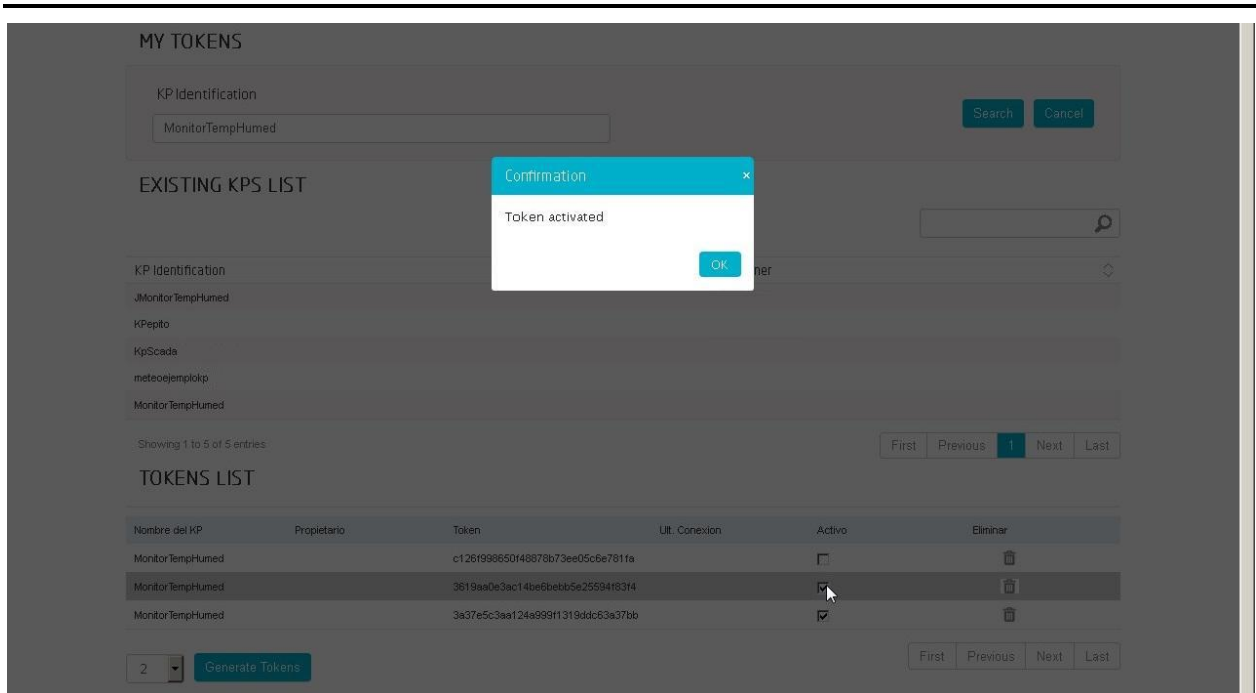 MY TOKENS
KP Identification
MonitorTempHumed
Search Cancel
Confirmation ×
EXISTING KPS LIST
Token activated
OK
KP Identification ner
JMonitorTempHumed
KPepito
KpScada
meteoejemplokp
MonitorTempHumed
Showing 1 to 5 of 5 entries
First Previous 1 Next Last
TOKENS LIST
Nombre del KP Propietario Token Ult. Conexion Activo Eliminar
MonitorTempHumed c126f998650f48878b73ee05c6e781fa
MonitorTempHumed 3619aa0e3ac14be6bebb5e25594f83f4
MonitorTempHumed 3a37e5c3aa124a999f1319ddc63a37bb
2 Generate Tokens
First Previous Next Last